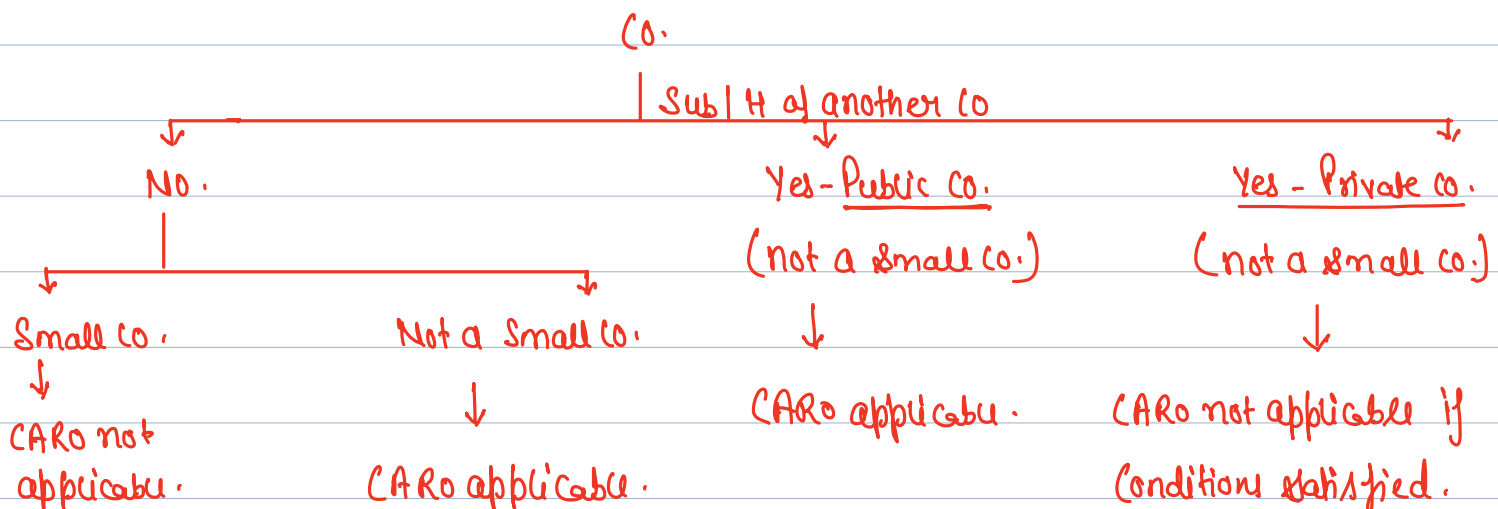 Co.
Sub/H of another Co
No.
Yes - Public Co.
Yes - Private Co.
(not a small Co.)
(not a small Co.)
Small Co.
Not a Small Co.
CARO applicable.
CARO not applicable if
CARO not
applicable.
CARO applicable.
Conditions satisfied.